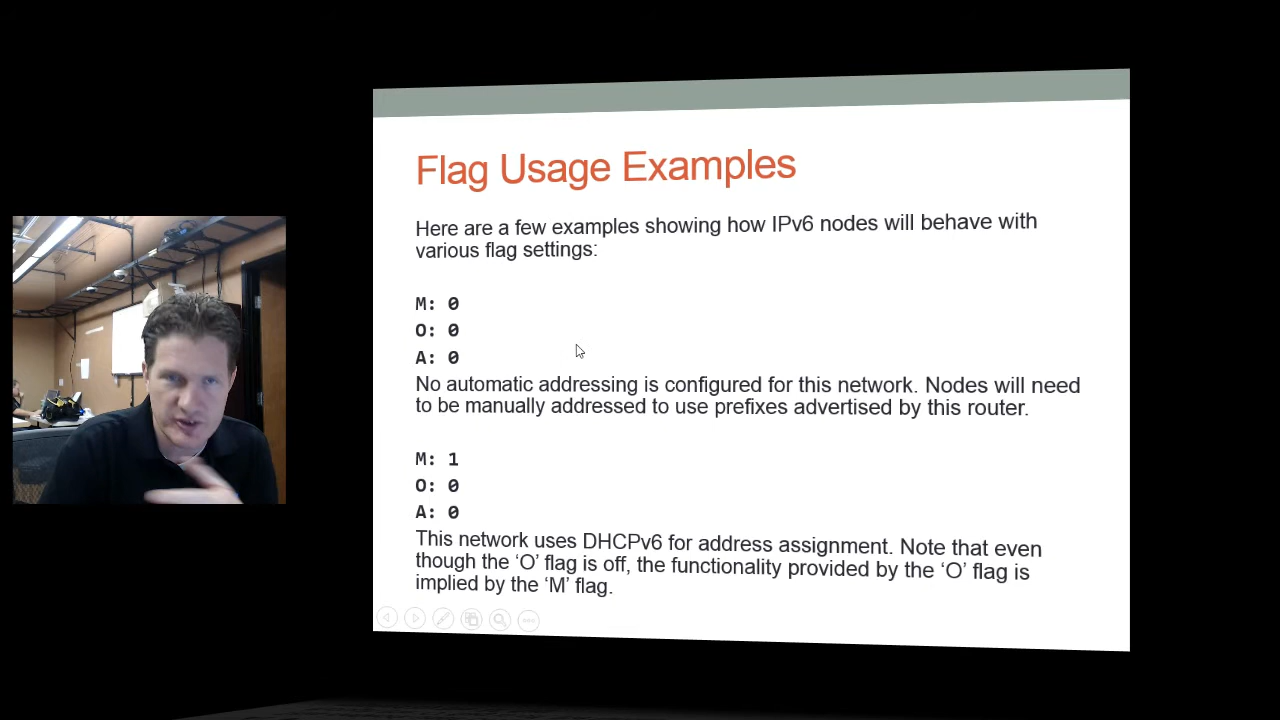 Flag Usage Examples
Here are a few examples showing how IPv6 nodes will behave with
various flag settings:
M: 0
O: 0
A: 0
No automatic addressing is configured for this network. Nodes will need
to be manually addressed to use prefixes advertised by this router.
M: 1
O: 0
A: 0
This network uses DHCPv6 for address assignment. Note that even
though the ‘O’ flag is off, the functionality provided by the ‘O’ flag is
implied by the ‘M’ flag.